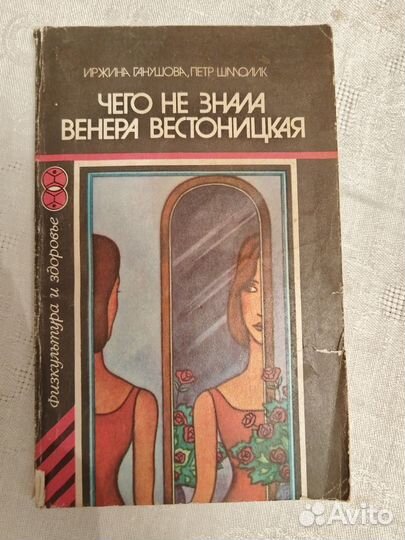 ИРЖИНА ГАНУШОВА, ПЕТР ШМОЛИК
ЧЕГО НЕ ЗНАЛА
ВЕНЕРА ВЕСТОНИЦКАЯ
Физкультура и здоровье
Avito